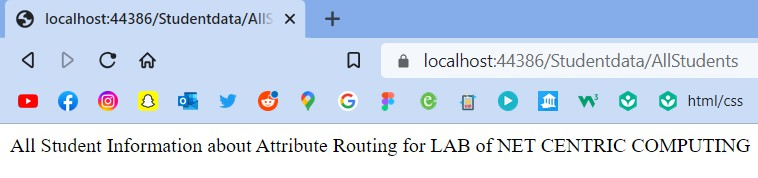 localhost:44386/Studentdata/AllS
localhost:44386/Studentdata/AllStudents
html/css
All Student Information about Attribute Routing for LAB of NET CENTRIC COMPUTING